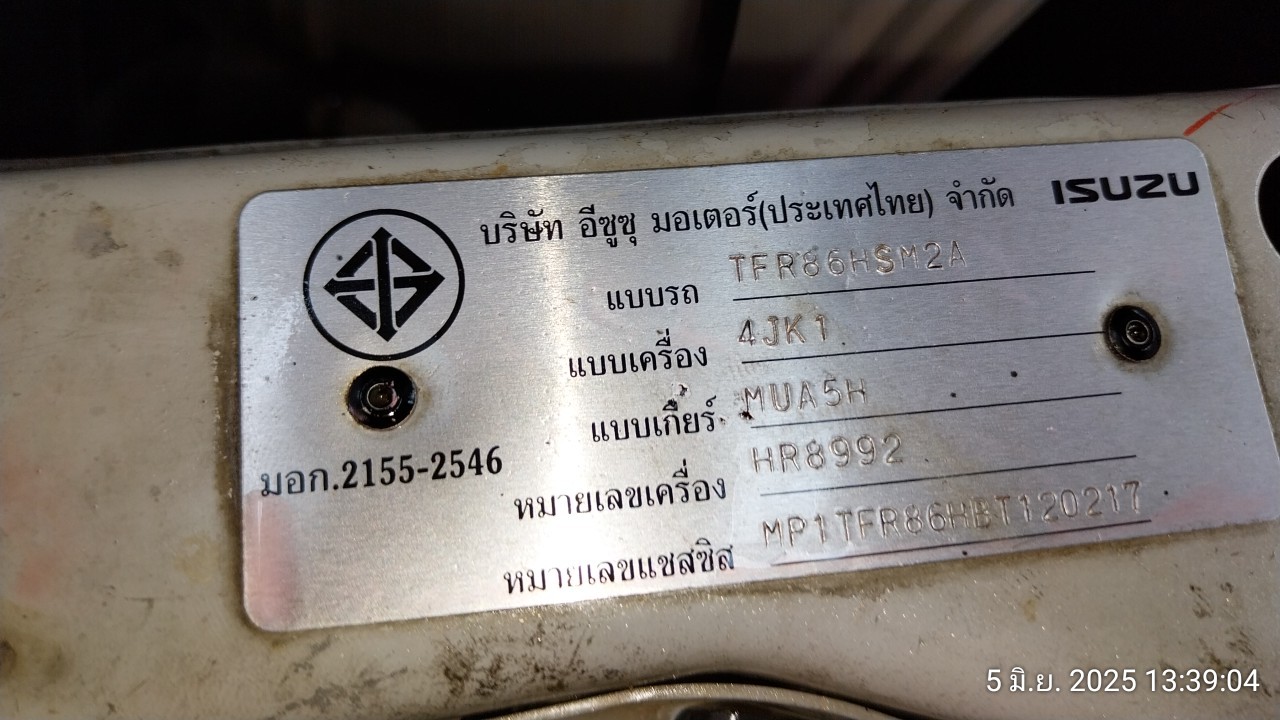 บริษัท อีซูซุ มอเตอร์(ประเทศไทย) จำกัด ISUZU
แบบรถ TFR86HSM2A
แบบเครื่อง 4JK1
แบบเกียร์ MUA5H
หมายเลขเครื่อง HR8992
หมายเลขแชสซิส MP1TFR86HBT120217
มอก.2155-2546
5 มิ.ย. 2025 13:39:04